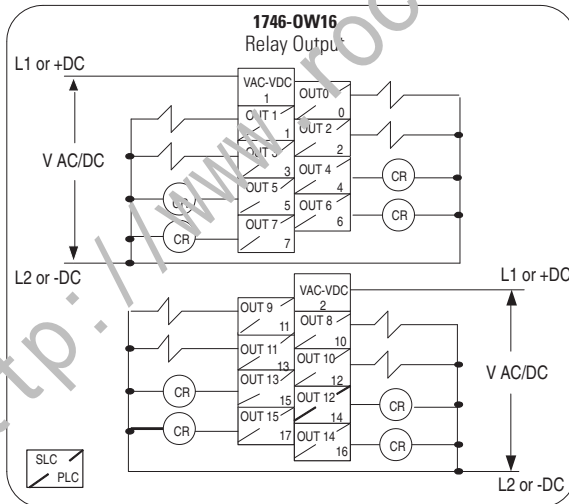 1746-OW16
Relay Output
L1 or +DC
VAC-VDC
1
OUT0
0
OUT 1
1
OUT 2
2
V AC/DC
OUT 3
3
OUT 4
4
CR
CR
OUT 5
5
OUT 6
6
CR
CR
OUT 7
7
L2 or -DC
VAC-VDC
2
L1 or +DC
OUT 9
11
OUT 8
10
OUT 11
13
OUT 10
12
V AC/DC
CR
OUT 13
15
OUT 12
14
CR
CR
OUT 15
17
OUT 14
16
CR
SLC
PLC
L2 or -DC
tp://www.roc